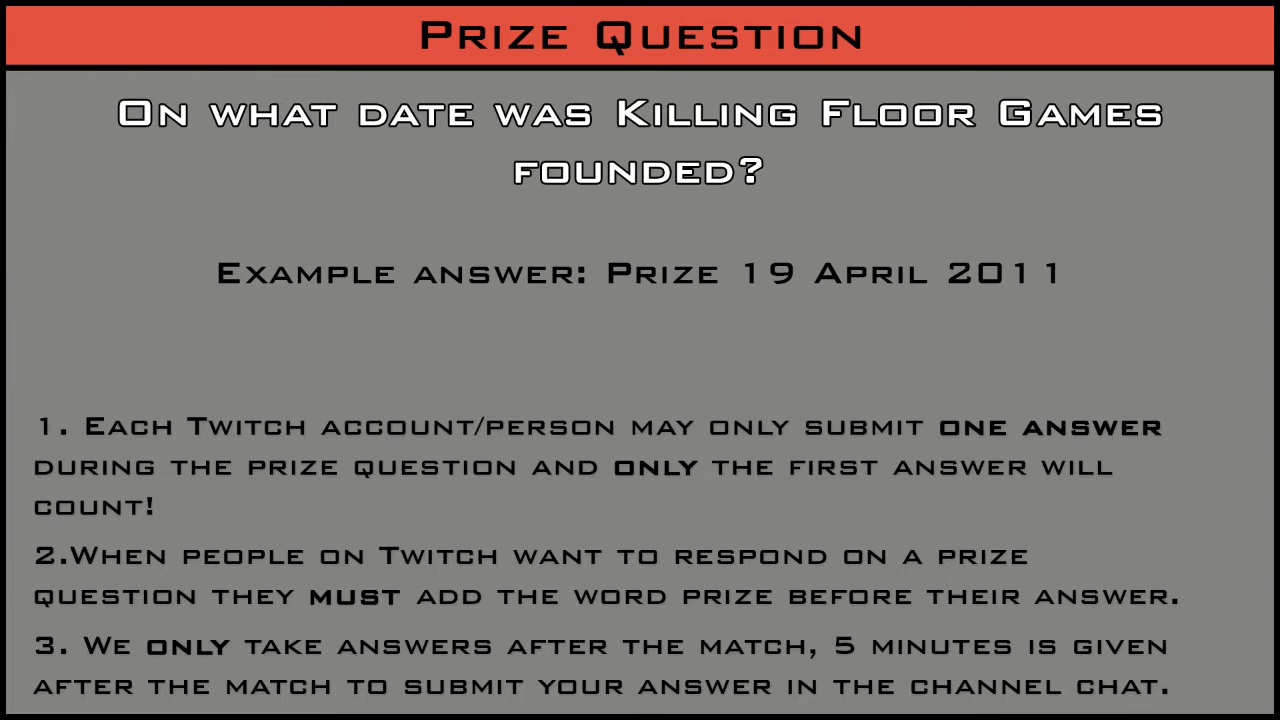 Prize Question
On what date was Killing Floor Games
founded?
Example answer: Prize 19 April 2011
1. Each Twitch account/person may only submit one answer
during the prize question and only the first answer will
count!
2.When people on Twitch want to respond on a prize
question they must add the word prize before their answer.
3. We only take answers after the match, 5 minutes is given
after the match to submit your answer in the channel chat.